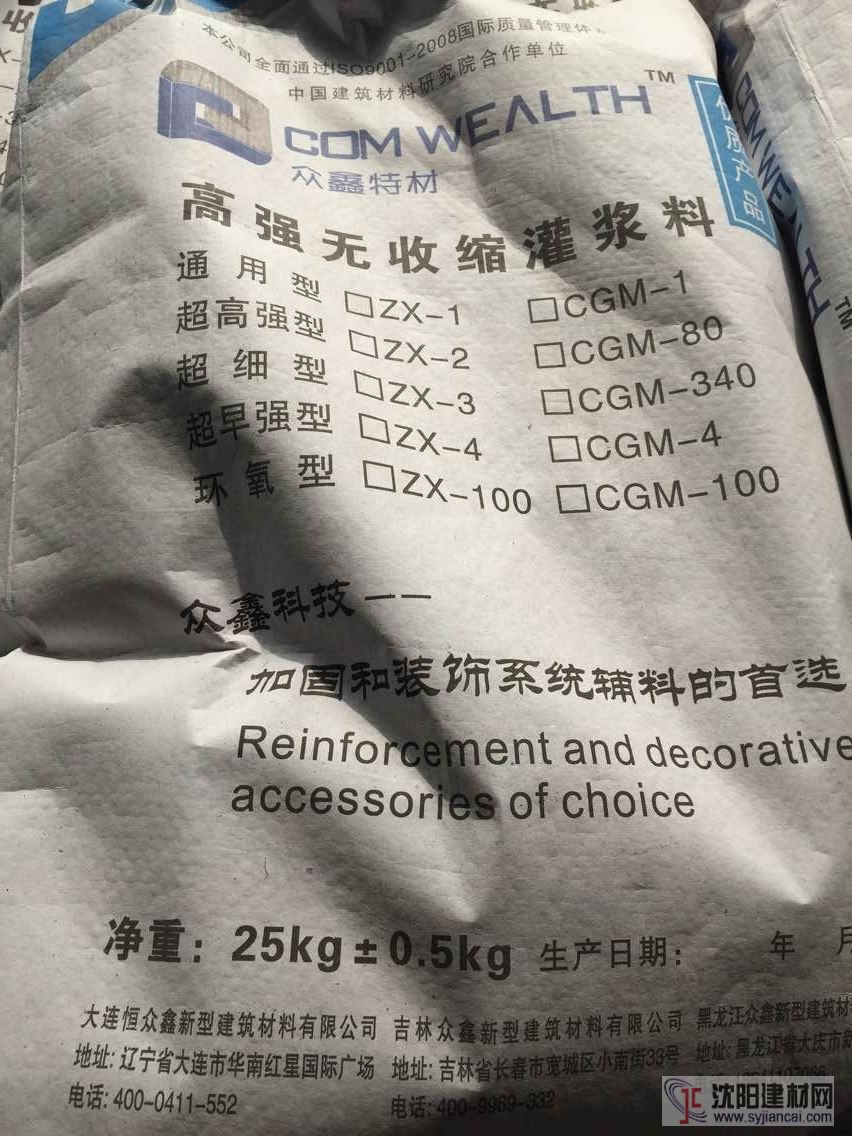 本公司全面通过ISO9001-2008国际质量管理体
中国建筑材料研究院合作单位
COM WEALTH TM
众鑫特材
优质产品
高强无收缩灌浆料
通用型 □ZX-1 □CGM-1
超高强型 □ZX-2 □CGM-80
超细型 □ZX-3 □CGM-340
超早强型 □ZX-4 □CGM-4
环氧型 □ZX-100 □CGM-100
众鑫科技——
加固和装饰系统辅料的首选
Reinforcement and decorative
accessories of choice
净重：25kg±0.5kg 生产日期： 年 月
大连恒众鑫新型建筑材料有限公司 吉林众鑫新型建筑材料有限公司 黑龙江众鑫新型建筑材
地址：辽宁省大连市华南红星国际广场 地址：吉林省长春市宽城区小南街33号 地址：黑龙江省大庆市
电话：400-0411-552 电话：400-9969-332
COM WEALTH
沈阳建材网
www.syjiancai.com